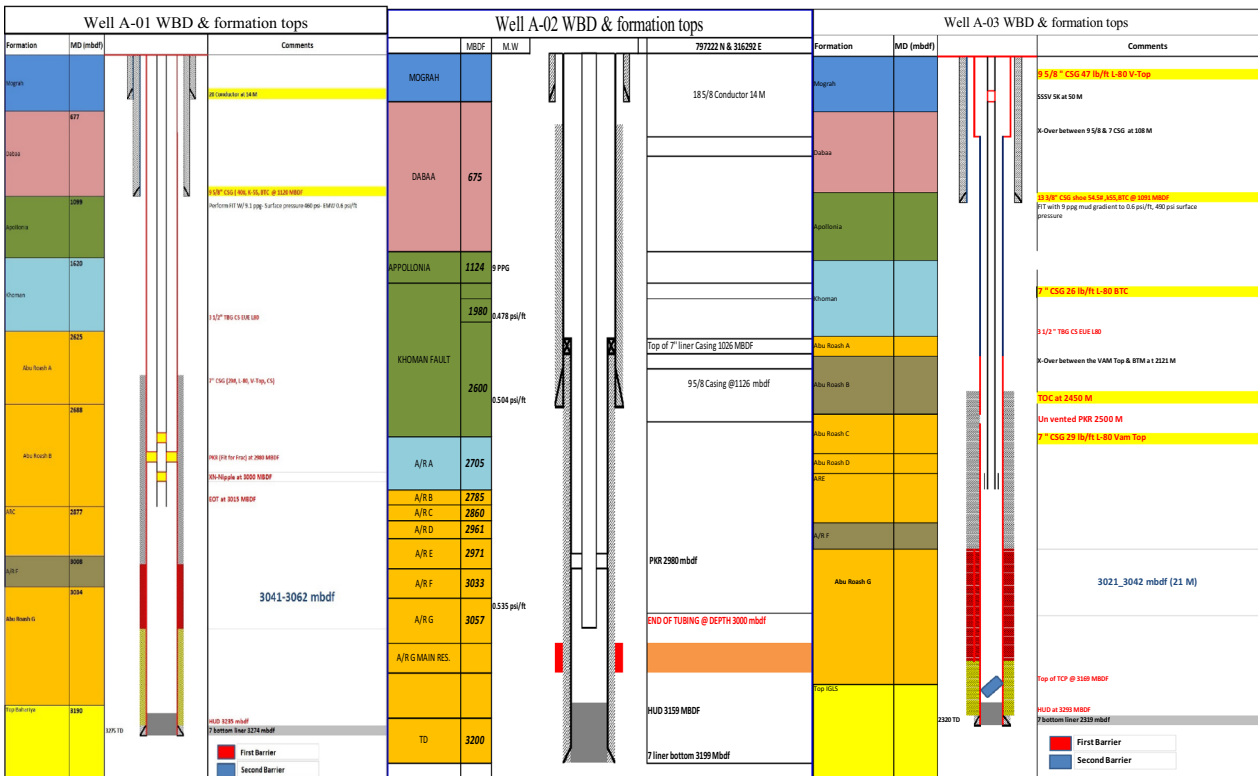 Well A-01 WBD & formation tops
Formation
MD (mbdf)
Comments
Mograh
28 Conductor at 14 M
677
Dabaa
9 5/8" CSG ( 40#, K-55, BTC @ 1120 MBDF
1099
Perform FIT W/ 9.1 ppg- Surface pressure 460 psi- EMW 0.6 psi/ft
Apollonia
1620
Khoman
3 1/2" TBG CS EUE L80
2625
Abu Roash A
7" CSG (29#, L-80, V-Top, CS)
2688
Abu Roash B
PKR (Fit for Frac) at 2980 MBDF
XN-Nipple at 3000 MBDF
EOT at 3015 MBDF
ARC
2877
3008
A/R F
3034
3041-3062 mbdf
Abu Roash G
Top Bahariya
3190
HUD 3235 mbdf
3275 TD
7 bottom liner 3274 mbdf
First Barrier
Second Barrier
Well A-02 WBD & formation tops
MBDF
M.W
797222 N & 316292 E
MOGRAH
18 5/8 Conductor 14 M
DABAA
675
APPOLLONIA
1124
9 PPG
1980
0.478 psi/ft
Top of 7" liner Casing 1026 MBDF
KHOMAN FAULT
9 5/8 Casing @1126 mbdf
2600
0.504 psi/ft
A/R A
2705
A/R B
2785
A/R C
2860
A/R D
2961
A/R E
2971
PKR 2980 mbdf
A/R F
3033
0.535 psi/ft
A/R G
3057
END OF TUBING @ DEPTH 3000 mbdf
A/R G MAIN RES.
HUD 3159 MBDF
TD
3200
7 liner bottom 3199 Mbdf
Well A-03 WBD & formation tops
Formation
MD (mbdf)
Comments
9 5/8 " CSG 47 lb/ft L-80 V-Top
Mograh
SSSV 5K at 50 M
X-Over between 9 5/8 & 7 CSG at 108 M
Dabaa
13 3/8" CSG shoe 54.5# ,k55,BTC @ 1091 MBDF
FIT with 9 ppg mud gradient to 0.6 psi/ft, 490 psi surface
pressure
Apollonia
7 " CSG 26 lb/ft L-80 BTC
Khoman
3 1/2 " TBG CS EUE L80
Abu Roash A
X-Over between the VAM Top & BTM at 2121 M
Abu Roash B
TOC at 2450 M
Un vented PKR 2500 M
Abu Roash C
7 " CSG 29 lb/ft L-80 Vam Top
Abu Roash D
ARE
A/R F
Abu Roash G
3021_3042 mbdf (21 M)
Top of TCP @ 3169 MBDF
Top IGLS
HUD at 3293 MBDF
2320 TD
7 bottom liner 2319 mbdf
First Barrier
Second Barrier